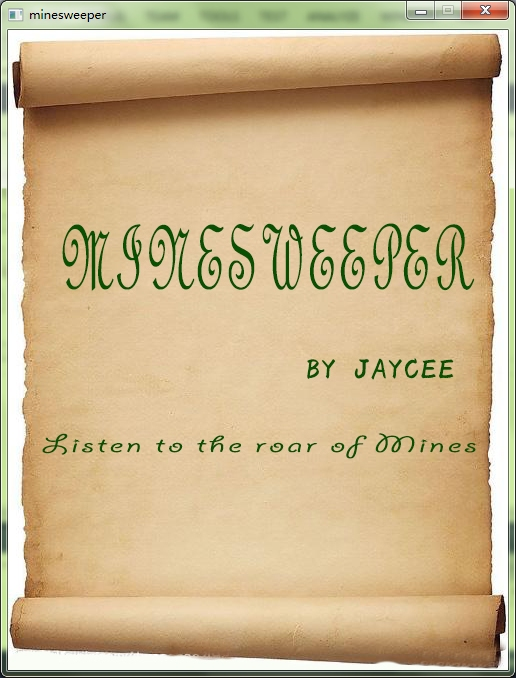 minesweeper
MINESWEEPER
BY JAYCEE
Listen to the roar of Mines